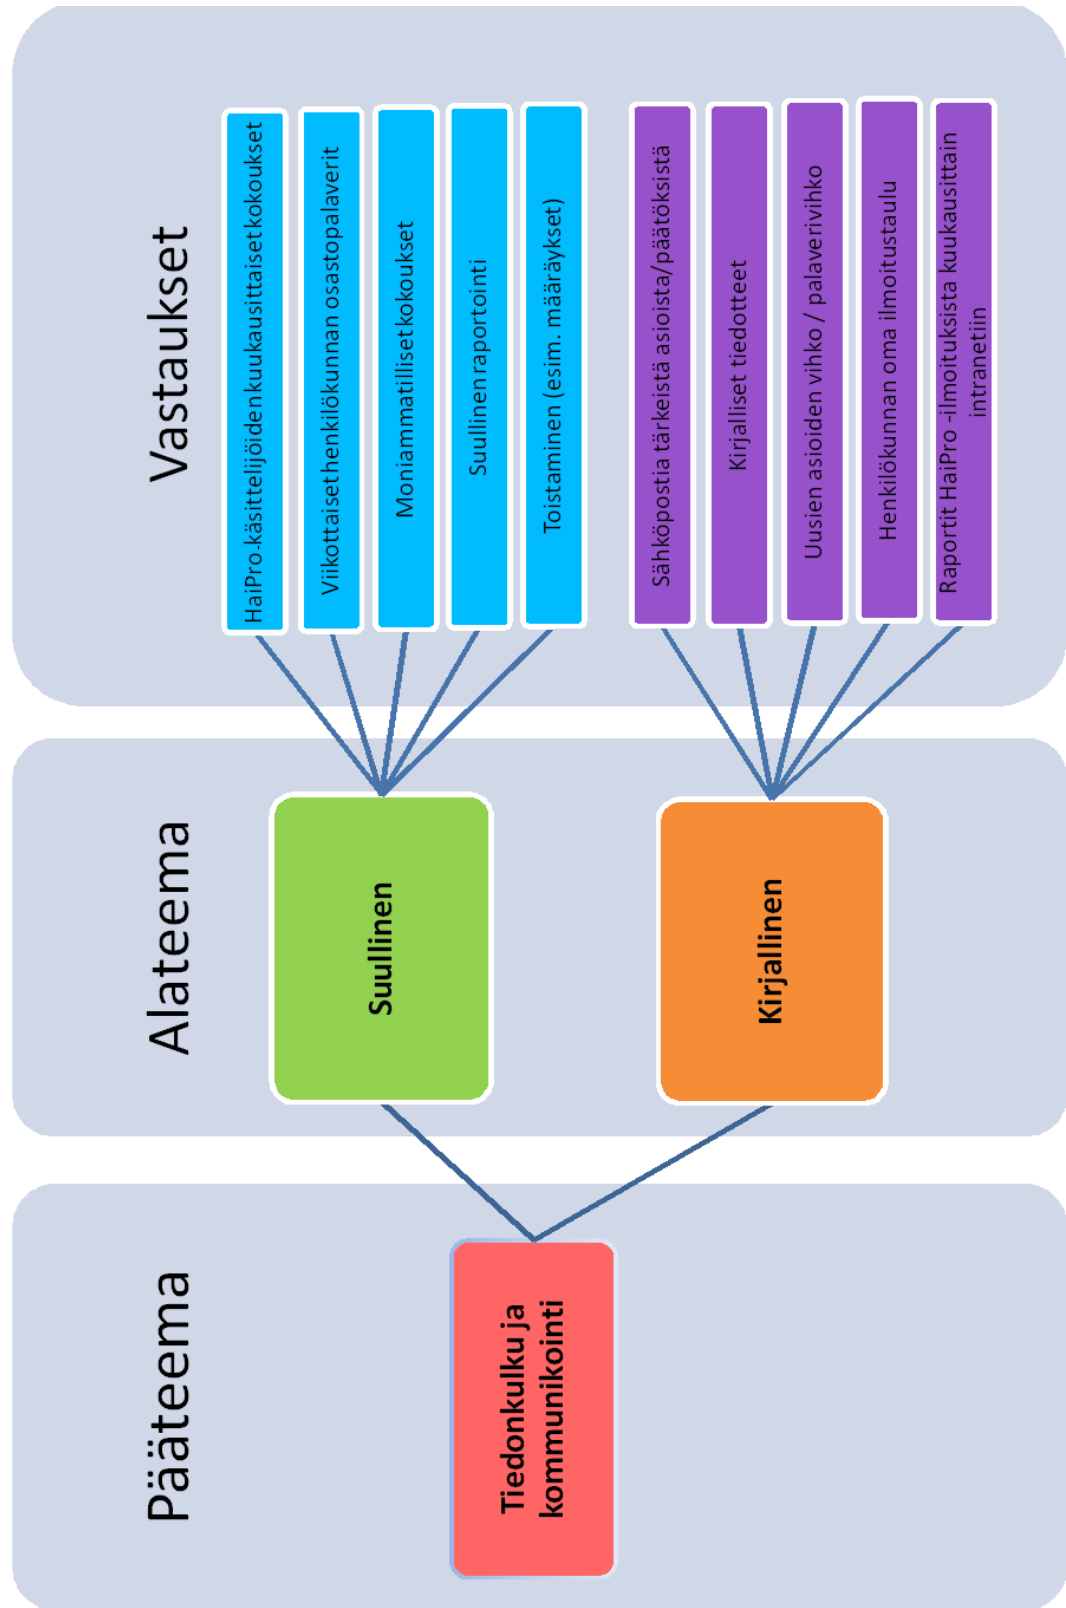 Pääteema
Tiedonkulku ja
kommunikointi
Alateema
Suullinen
Kirjallinen
Vastaukset
HaiPro-käsittelijöiden kuukausittaiset kokoukset
Viikottaiset henkilökunnan osastopalaverit
Moniammatilliset kokoukset
Suullinen raportointi
Toistaminen (esim. määräykset)
Sähköpostia tärkeistä asioista/päätöksistä
Kirjalliset tiedotteet
Uusien asioiden vihko / palaverivihko
Henkilökunnan oma ilmoitustaulu
Raportit HaiPro -ilmoituksista kuukausittain
intranetiin